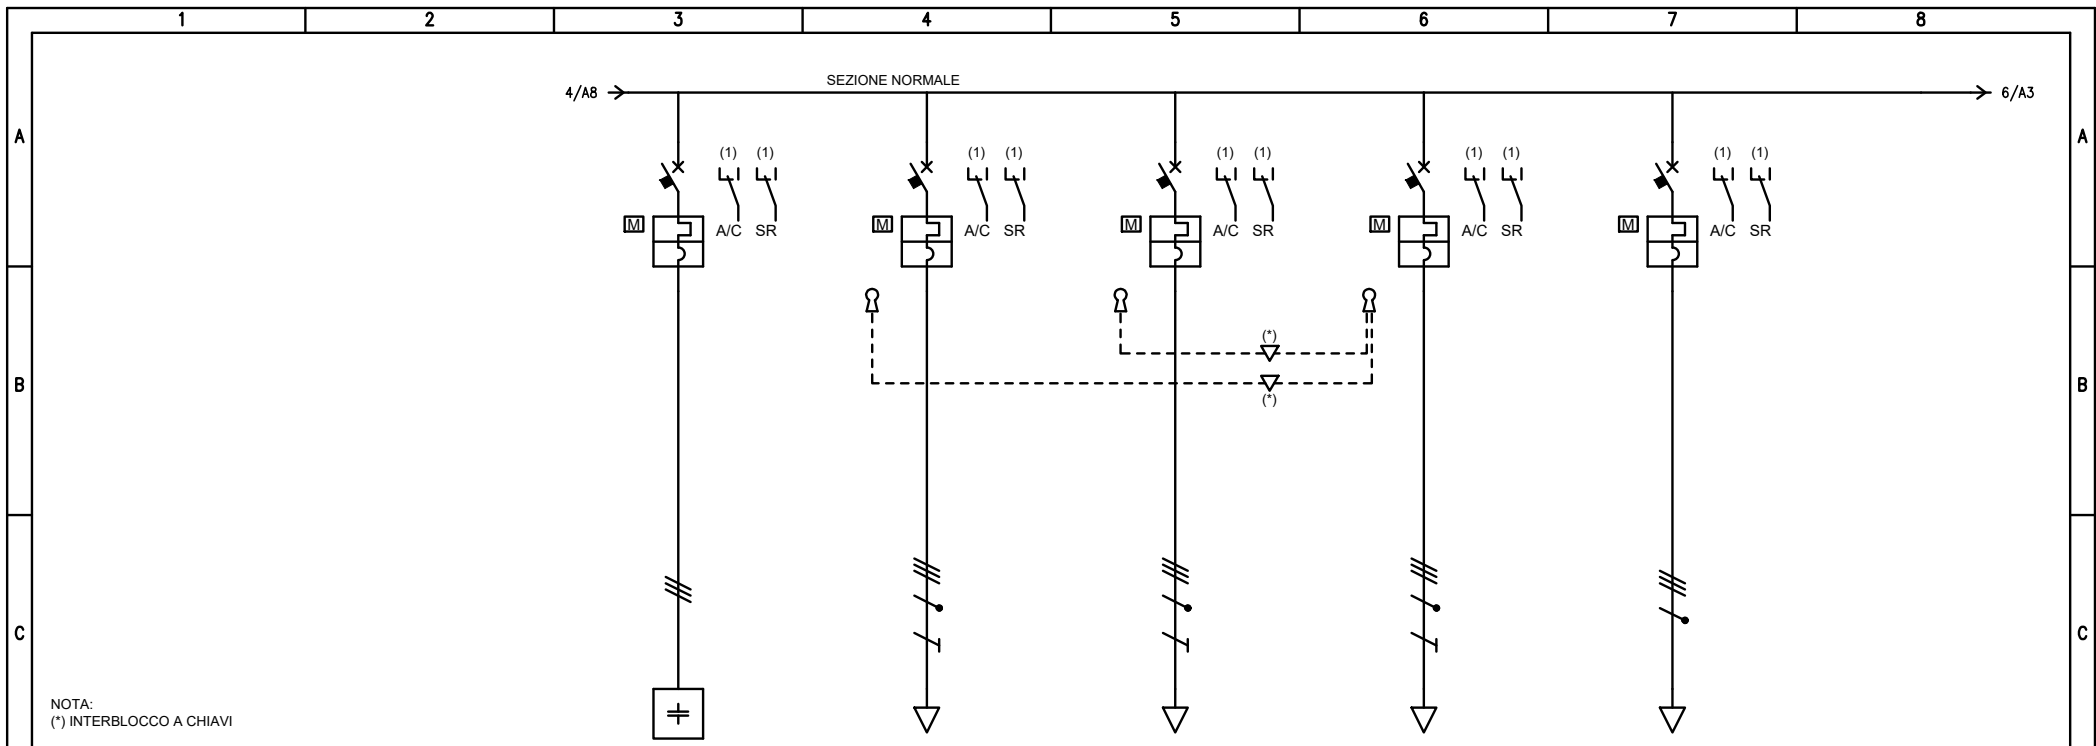 1 2 3 4 5 6 7 8
SEZIONE NORMALE
4/A8 6/A3
A A
(1) (1) (1) (1) (1) (1) (1) (1) (1) (1)
M A/C SR M A/C SR M A/C SR M A/C SR M A/C SR
(*)
B B
(*)
C C
NOTA:
(*) INTERBLOCCO A CHIAVI